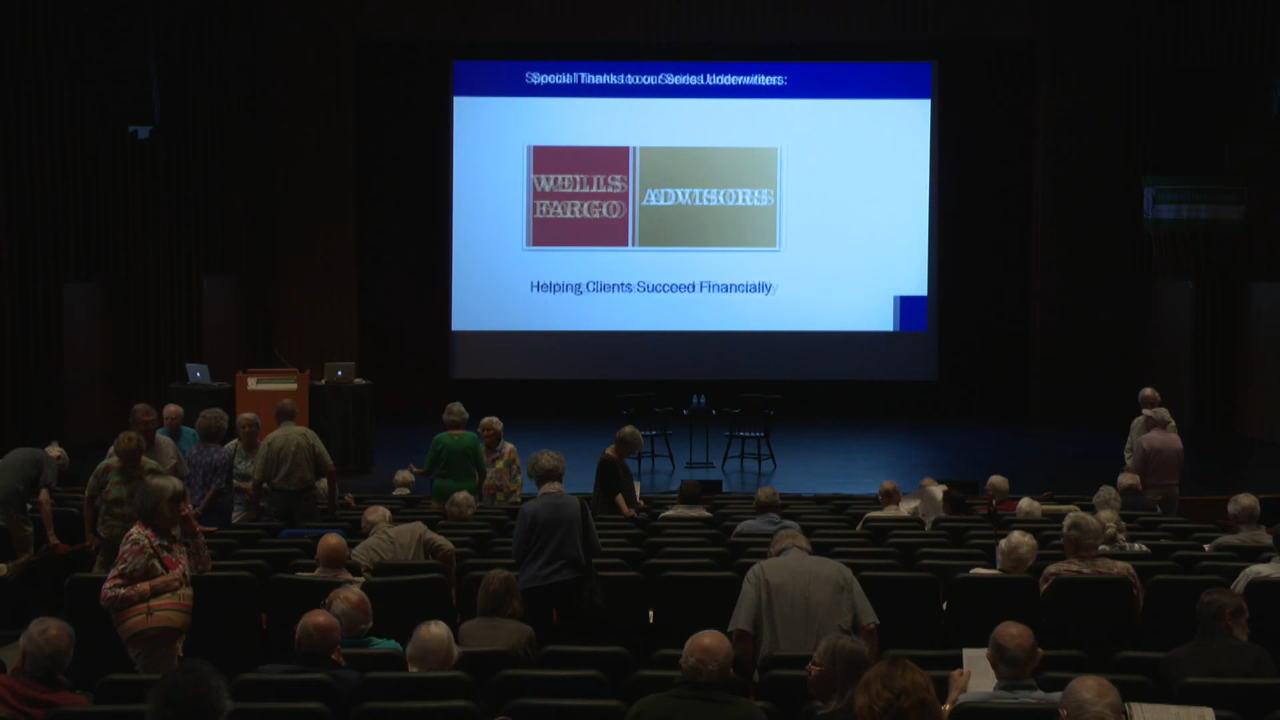 Special Thanks to our Series Underwriters:
WELLS
FARGO
ADVISORS
Helping Clients Succeed Financially